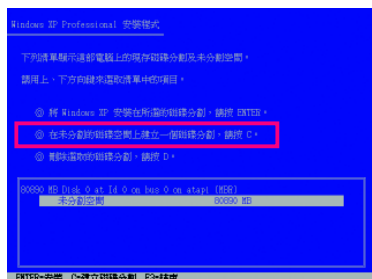 Windows XP Professional 安裝程式
下列清單顯示這部電腦上的現存磁碟分割及未分割空間。
請用上、下方向鍵來選取清單中的項目。
◎ 將 Windows XP 安裝在所選的磁碟分割，請按 ENTER。
◎ 在未分割的磁碟空間上建立一個磁碟分割，請按 C。
◎ 刪除選取的磁碟分割，請按 D。
80890 MB Disk 0 at Id 0 on bus 0 on atapi (MBR)
未分割空間 80890 MB
ENTER=安裝 C=建立磁碟分割 F3=結束